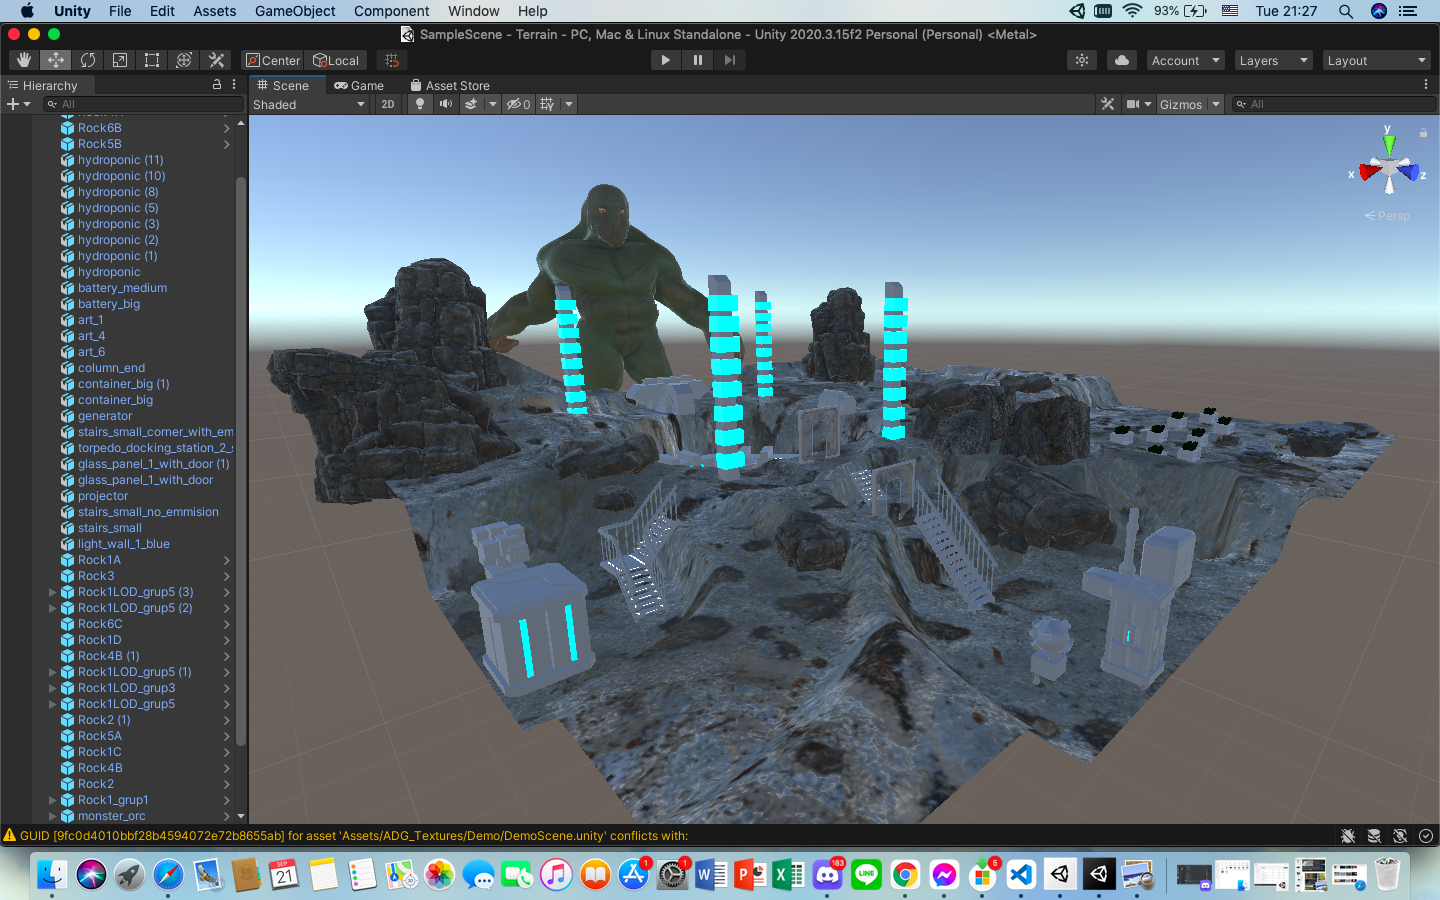 Unity File Edit Assets GameObject Component Window Help 93% Tue 21:27
SampleScene - Terrain - PC, Mac & Linux Standalone - Unity 2020.3.15f2 Personal (Personal) <Metal>
Center Local Account Layers Layout
Hierarchy Scene Game Asset Store
All Shaded 2D 0 Gizmos All
Rock6B
Rock5B
hydroponic (11)
hydroponic (10)
hydroponic (8)
hydroponic (5)
hydroponic (3)
hydroponic (2)
hydroponic (1)
hydroponic
battery_medium
battery_big
art_1
art_4
art_6
column_end
container_big (1)
container_big
generator
stairs_small_corner_with_em
torpedo_docking_station_2_s
glass_panel_1_with_door (1)
glass_panel_1_with_door
projector
stairs_small_no_emmision
stairs_small
light_wall_1_blue
Rock1A
Rock3
Rock1LOD_grup5 (3)
Rock1LOD_grup5 (2)
Rock6C
Rock1D
Rock4B (1)
Rock1LOD_grup5 (1)
Rock1LOD_grup3
Rock1LOD_grup5
Rock2 (1)
Rock5A
Rock1C
Rock4B
Rock2
Rock1_grup1
monster_orc
y
x
z
Persp
GUID [9fc0d4010bbf28b4594072e72b8655ab] for asset 'Assets/ADG_Textures/Demo/DemoScene.unity' conflicts with:
SEP
21
1
1
W
P
X
183
LINE
5